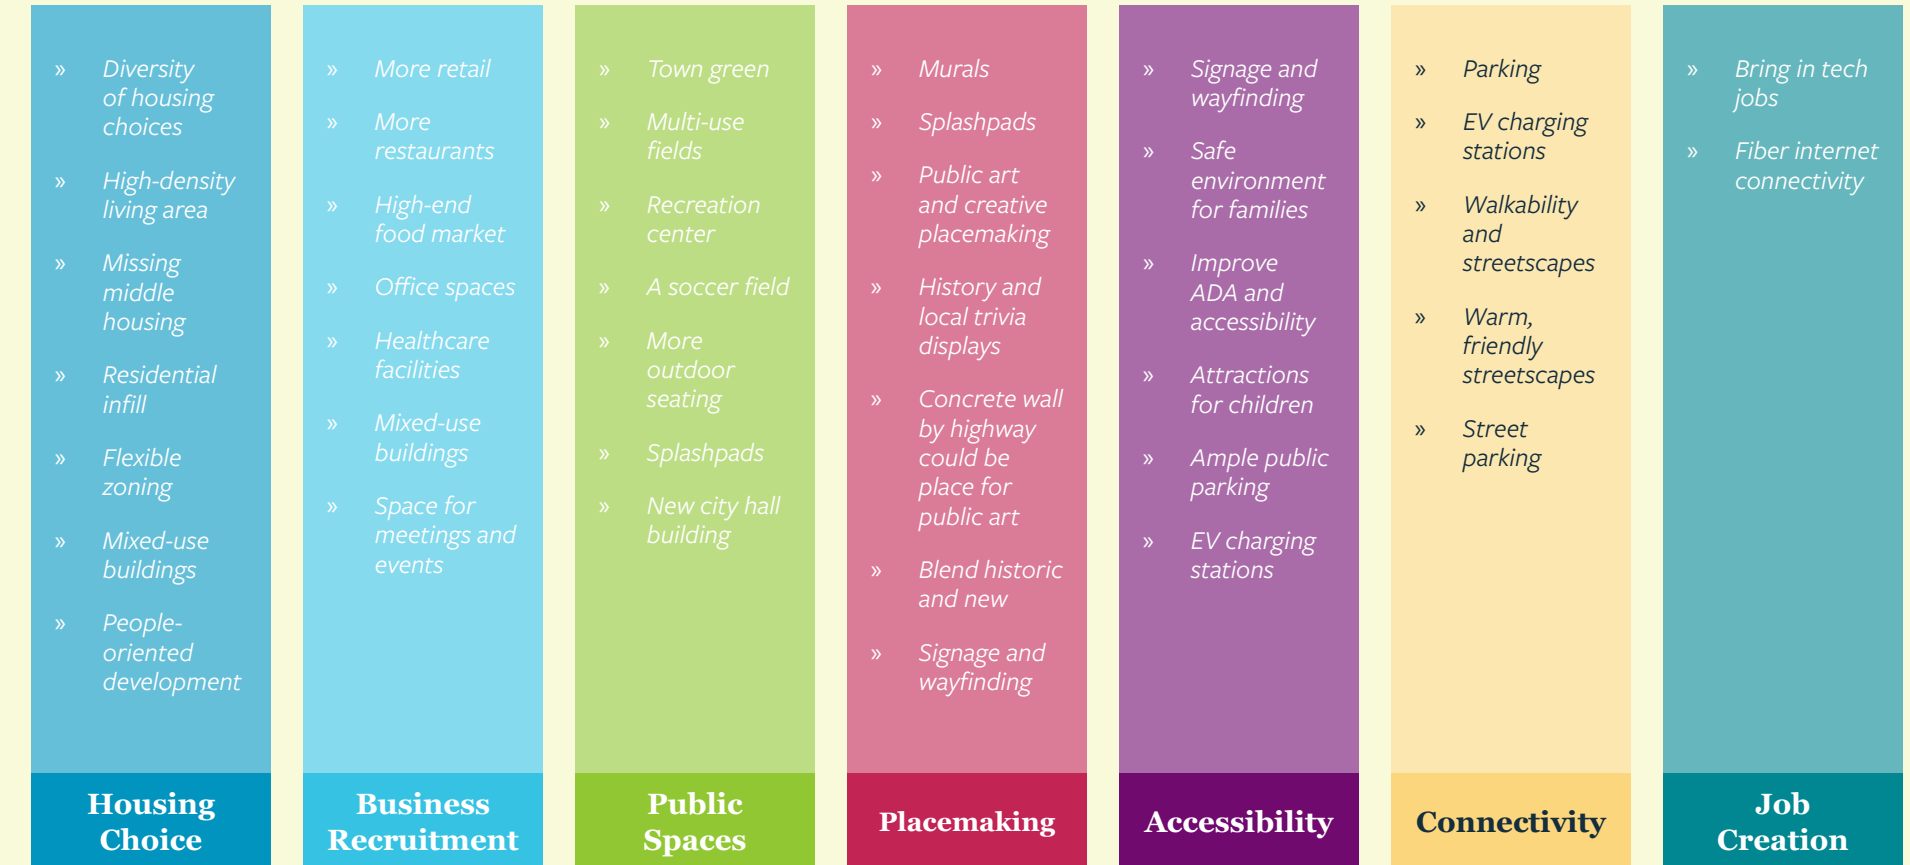 » Diversity
of housing
choices
» High-density
living area
» Missing
middle
housing
» Residential
infill
» Flexible
zoning
» Mixed-use
buildings
» People-
oriented
development
Housing
Choice
» More retail
» More
restaurants
» High-end
food market
» Office spaces
» Healthcare
facilities
» Mixed-use
buildings
» Space for
meetings and
events
Business
Recruitment
» Town green
» Multi-use
fields
» Recreation
center
» A soccer field
» More
outdoor
seating
» Splashpads
» New city hall
building
Public
Spaces
» Murals
» Splashpads
» Public art
and creative
placemaking
» History and
local trivia
displays
» Concrete wall
by highway
could be
place for
public art
» Blend historic
and new
» Signage and
wayfinding
Placemaking
» Signage and
wayfinding
» Safe
environment
for families
» Improve
ADA and
accessibility
» Attractions
for children
» Ample public
parking
» EV charging
stations
Accessibility
» Parking
» EV charging
stations
» Walkability
and
streetscapes
» Warm,
friendly
streetscapes
» Street
parking
Connectivity
» Bring in tech
jobs
» Fiber internet
connectivity
Job
Creation